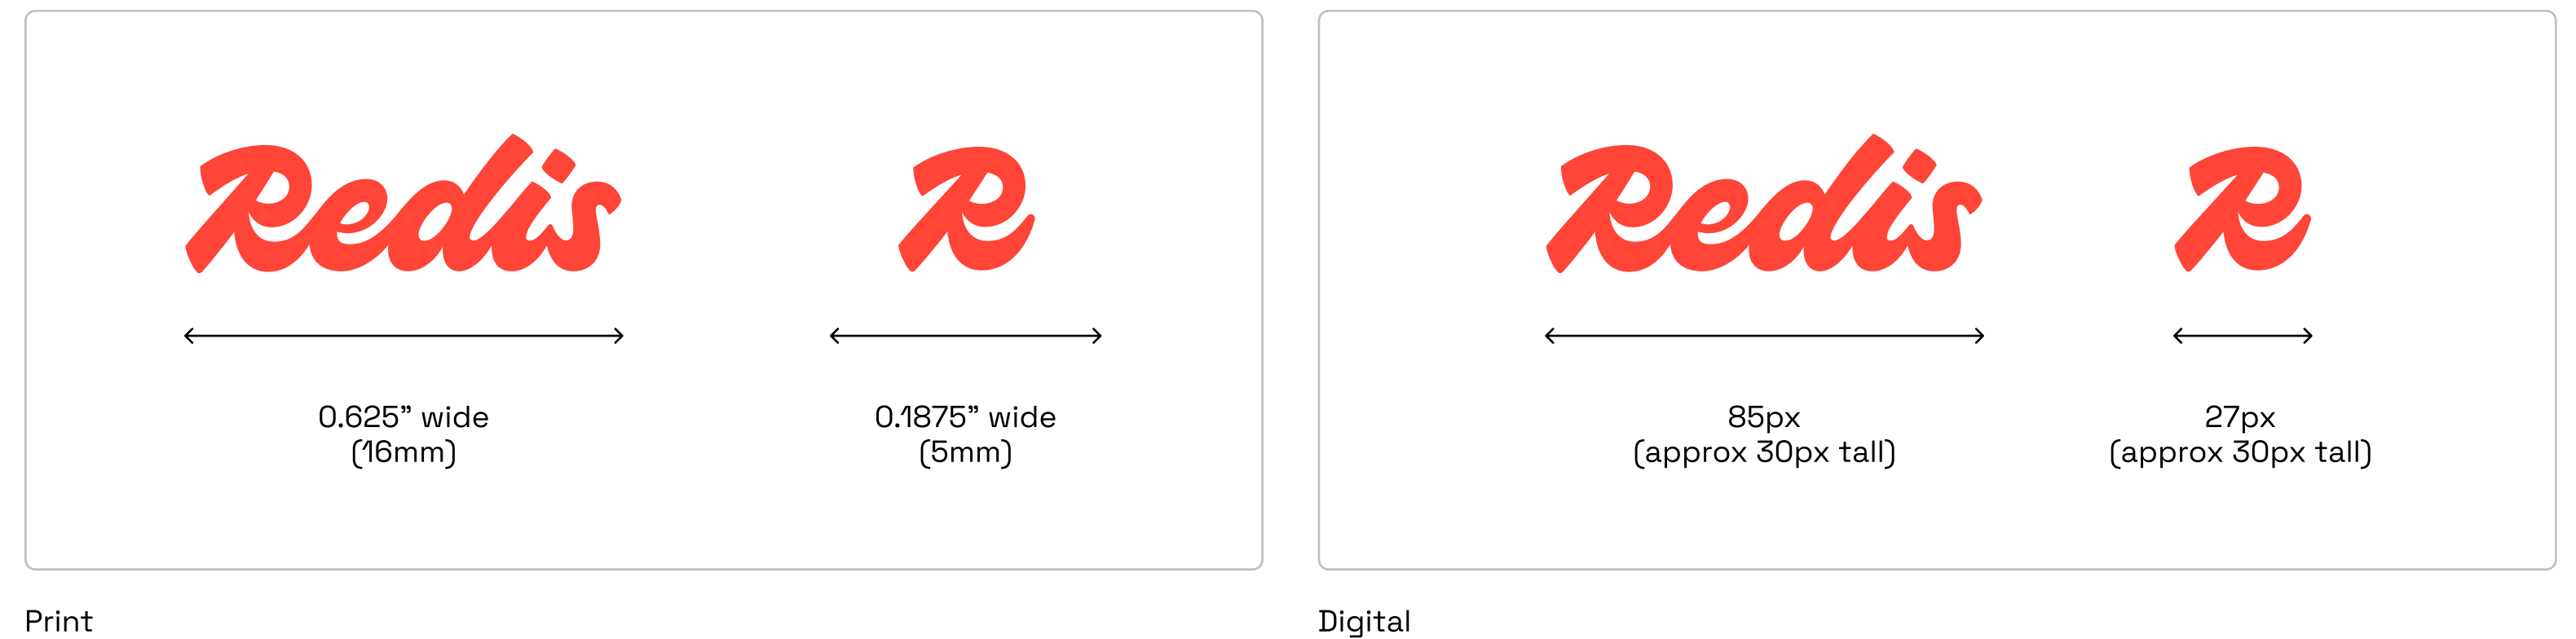 Redis
R
0.625” wide
(16mm)
0.1875” wide
(5mm)
Print
Redis
R
85px
(approx 30px tall)
27px
(approx 30px tall)
Digital